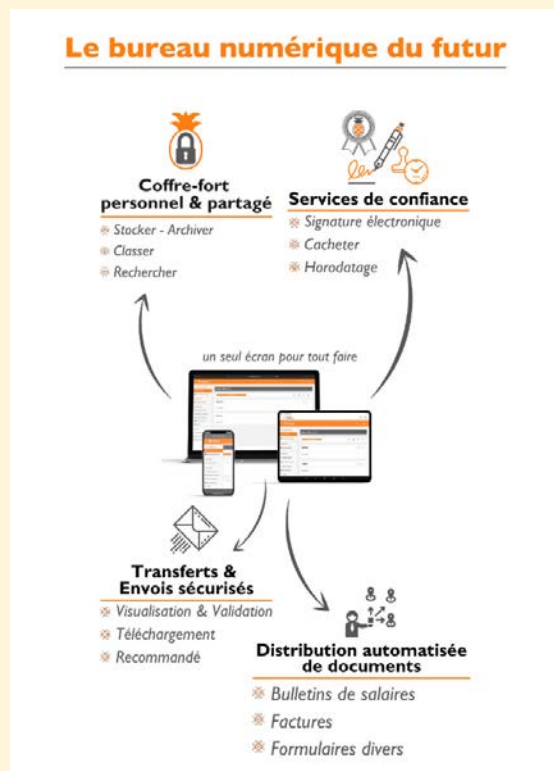 Le bureau numérique du futur
Coffre-fort
personnel & partagé
Stocker - Archiver
Classer
Rechercher
Services de confiance
Signature électronique
Cacheter
Horodatage
un seul écran pour tout faire
Transferts &
Envois sécurisés
Visualisation & Validation
Téléchargement
Recommandé
Distribution automatisée
de documents
Bulletins de salaires
Factures
Formulaires divers